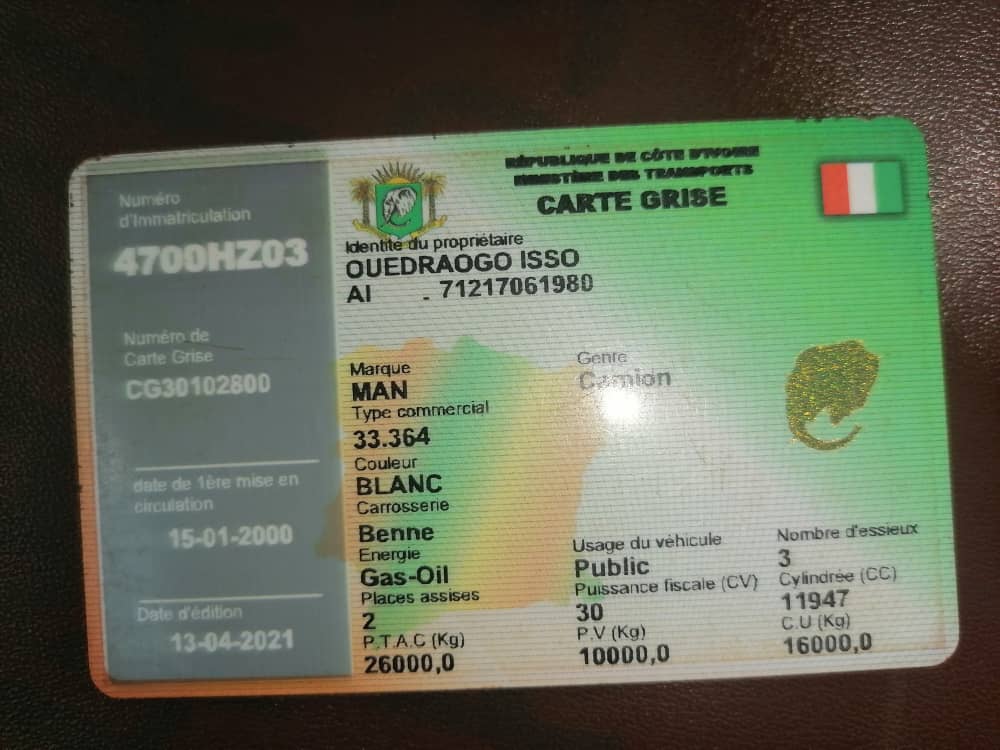 RÉPUBLIQUE DE CÔTE D'IVOIRE
MINISTÈRE DES TRANSPORTS
CARTE GRISE
Numéro
d'Immatriculation
4700HZ03
Numéro de
Carte Grise
CG30102800
date de 1ère mise en
circulation
15-01-2000
Date d'édition
13-04-2021
Identité du propriétaire
OUEDRAOGO ISSO
AI - 71217061980
Marque
MAN
Type commercial
33.364
Couleur
BLANC
Carrosserie
Benne
Energie
Gas-Oil
Places assises
2
P.T.A.C (Kg)
26000,0
Genre
Camion
Usage du véhicule
Public
Puissance fiscale (CV)
30
P.V (Kg)
10000,0
Nombre d'essieux
3
Cylindrée (CC)
11947
C.U (Kg)
16000,0